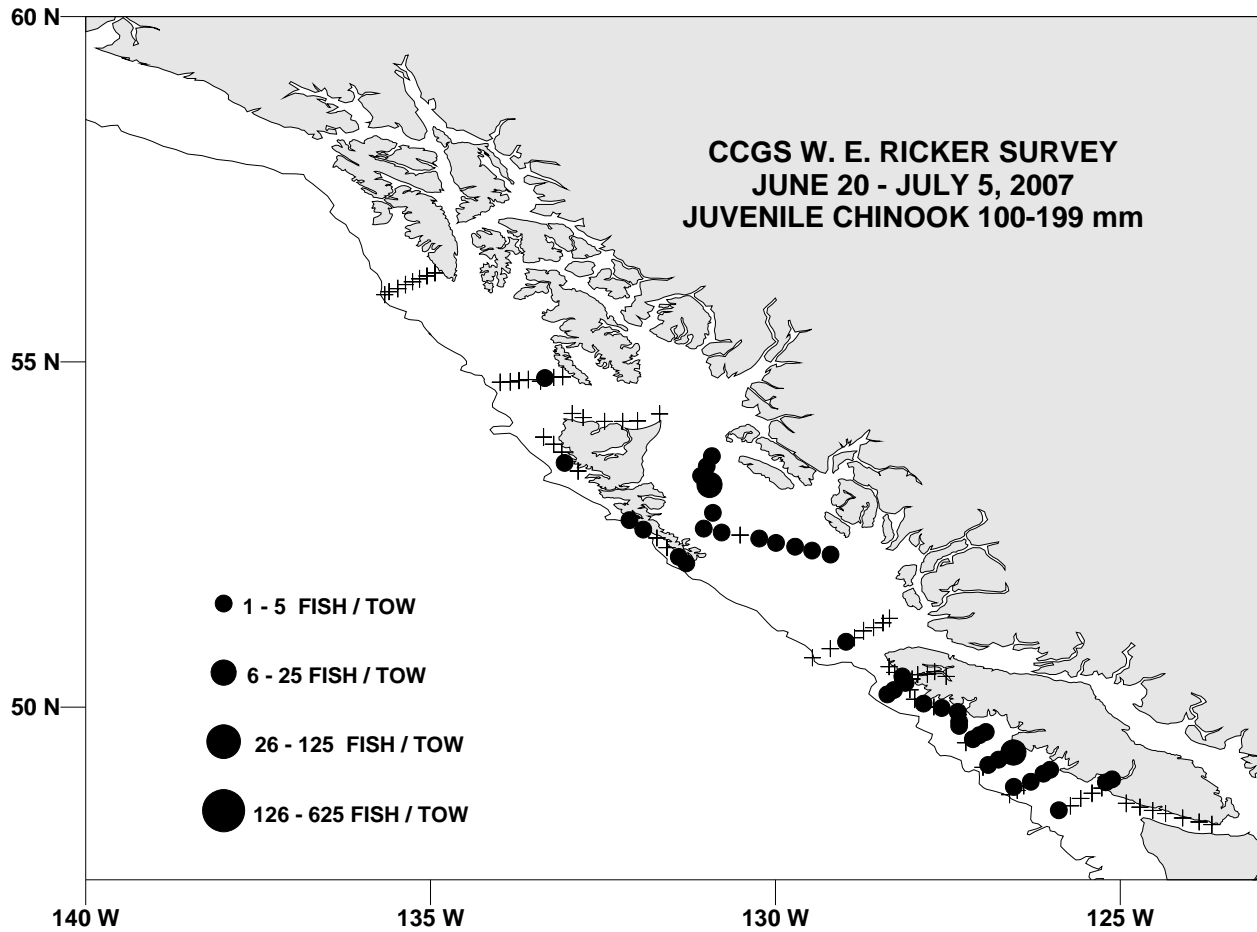 60 N
CCGS W. E. RICKER SURVEY
JUNE 20 - JULY 5, 2007
JUVENILE CHINOOK 100-199 mm
55 N
1 - 5 FISH / TOW
6 - 25 FISH / TOW
50 N
26 - 125 FISH / TOW
126 - 625 FISH / TOW
140 W 135 W 130 W 125 W